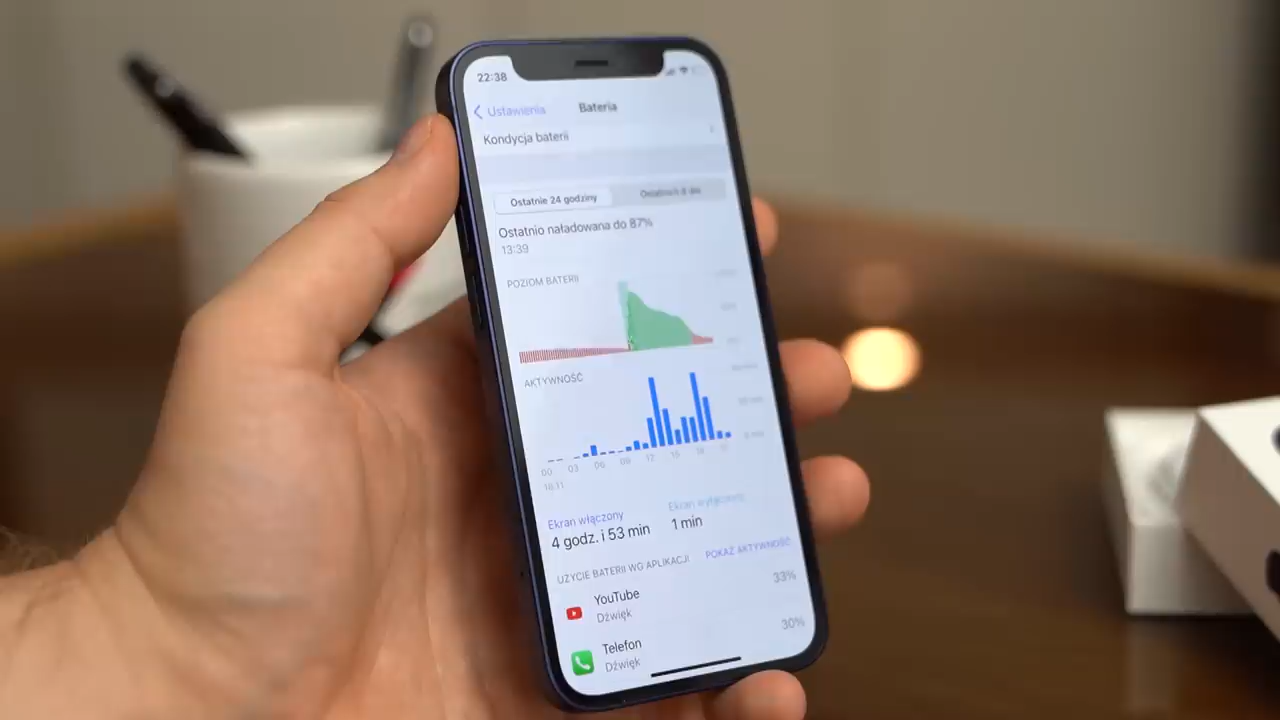 22:38
Ustawienia
Bateria
Kondycja baterii
Ostatnie 24 godziny
Ostatnio naładowana do 87%
13:39
POZIOM BATERII
AKTYWNOŚĆ
00 03 06 09 12 15 18
18.11
Ekran włączony
Ekran wyłączony
4 godz. i 53 min
1 min
UŻYCIE BATERII WG APLIKACJI
POKAŻ AKTYWNOŚĆ
YouTube
33%
Dźwięk
Telefon
30%
Dźwięk